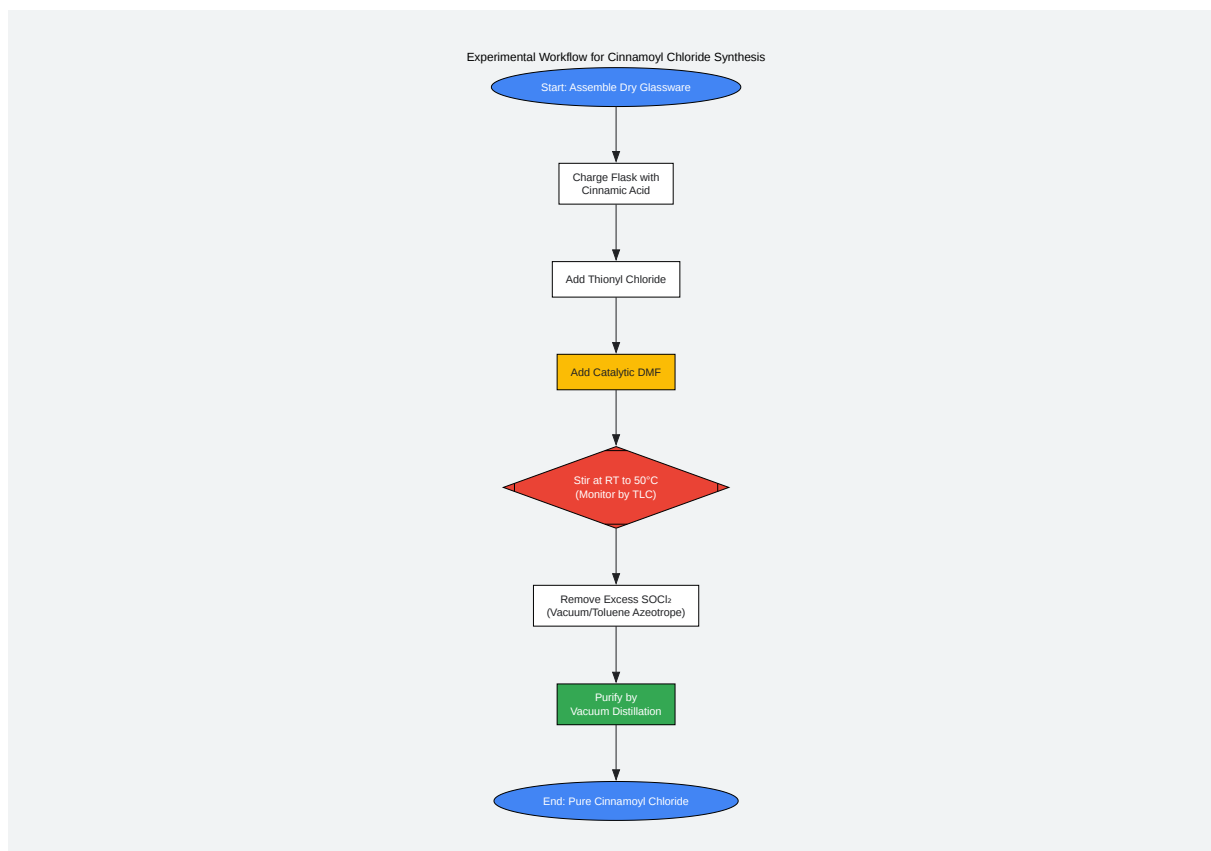 Experimental Workflow for Cinnamoyl Chloride Synthesis
Start: Assemble Dry Glassware
Charge Flask with
Cinnamic Acid
Add Thionyl Chloride
Add Catalytic DMF
Stir at RT to 50°C
(Monitor by TLC)
Remove Excess SOCl₂
(Vacuum/Toluene Azeotrope)
Purify by
Vacuum Distillation
End: Pure Cinnamoyl Chloride